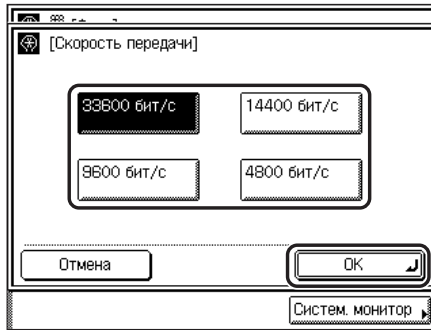 [Скорость передачи]
33600 бит/с
14400 бит/с
9600 бит/с
4800 бит/с
Отмена
OK
Систем. монитор